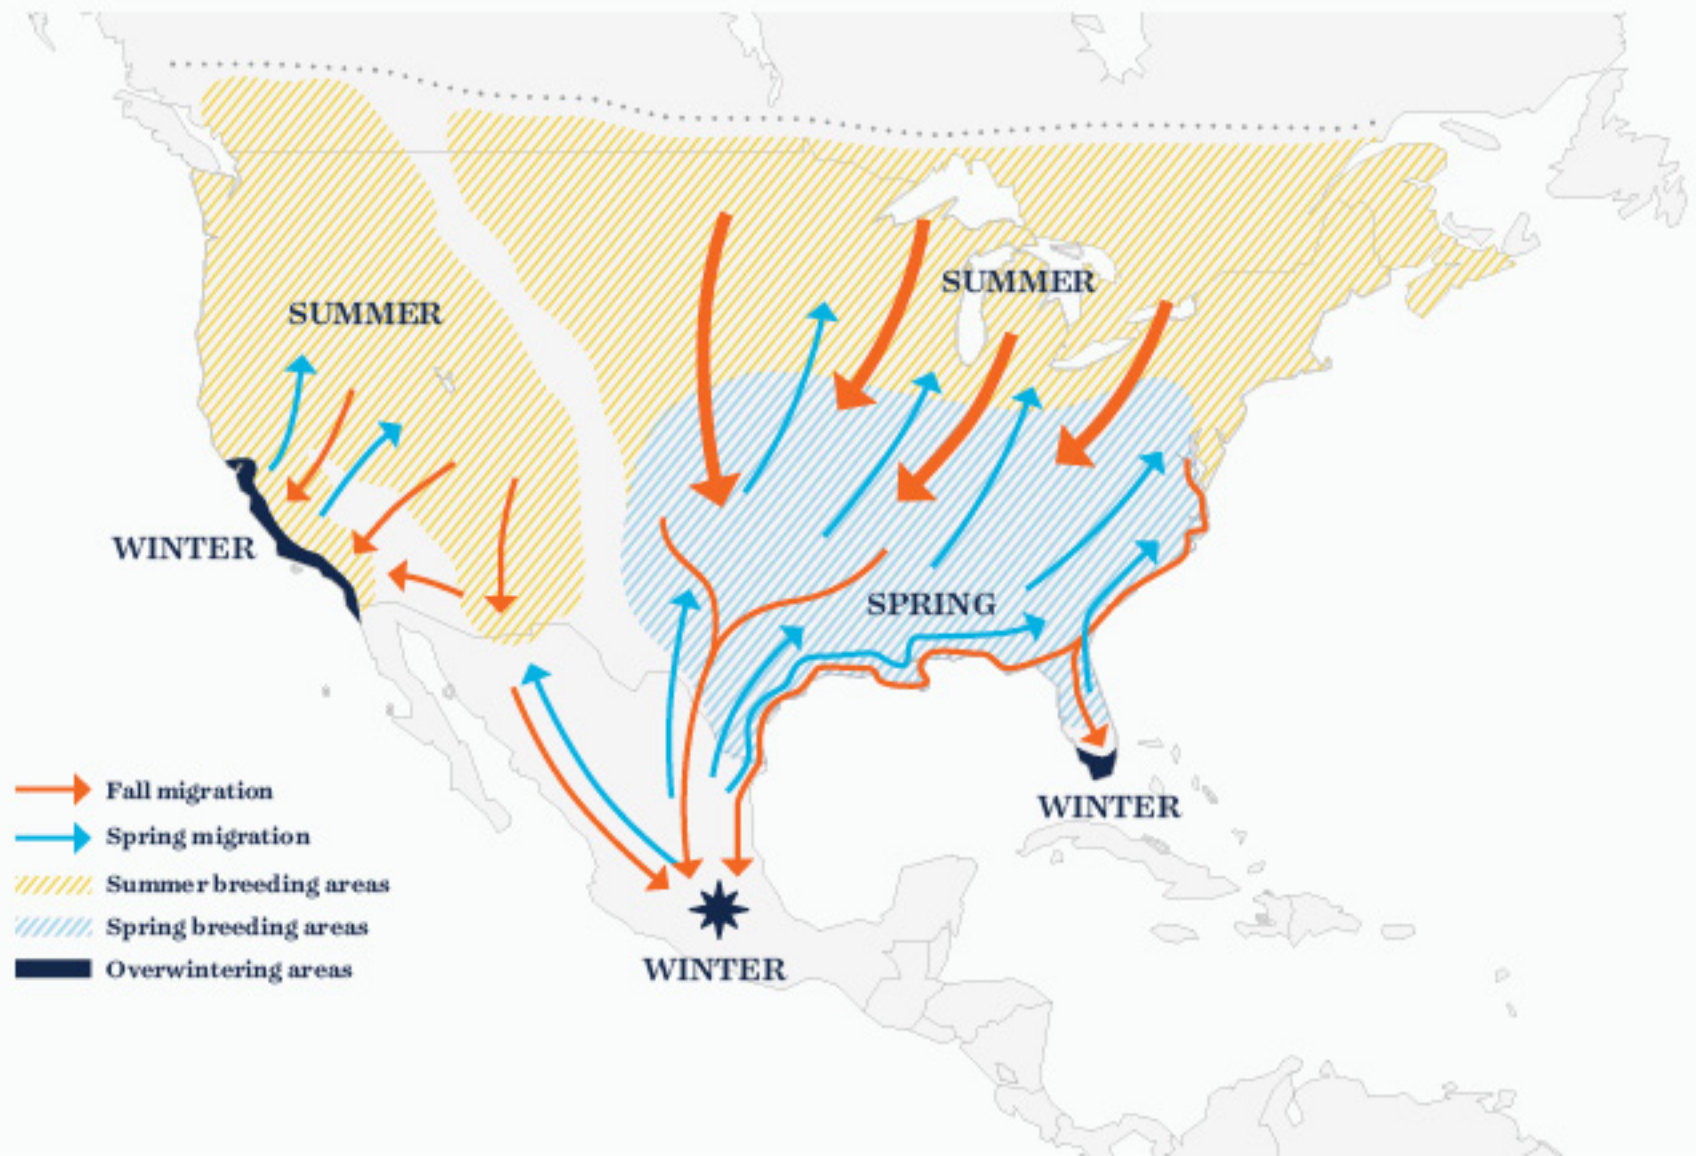 SUMMER
SUMMER
WINTER
SPRING
WINTER
WINTER
Fall migration
Spring migration
Summer breeding areas
Spring breeding areas
Overwintering areas